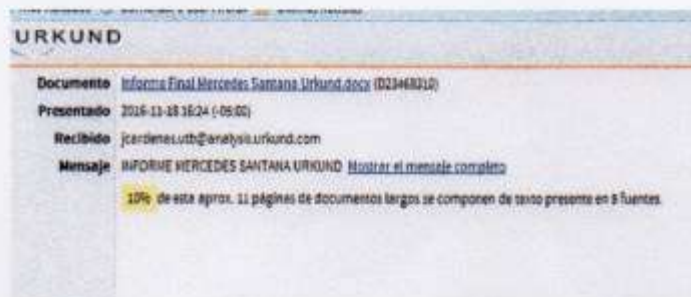 URKUND
Documento Informe Final Mercedes Santana Urkund.docx (D23468210)
Presentado 2016-11-18 16:24 (-05:00)
Recibido jcardenes.utb@analysis.urkund.com
Mensaje INFORME MERCEDES SANTANA URKUND Mostrar el mensaje completo
10% de esta aprox. 11 páginas de documentos largos se componen de texto presente en 8 fuentes.